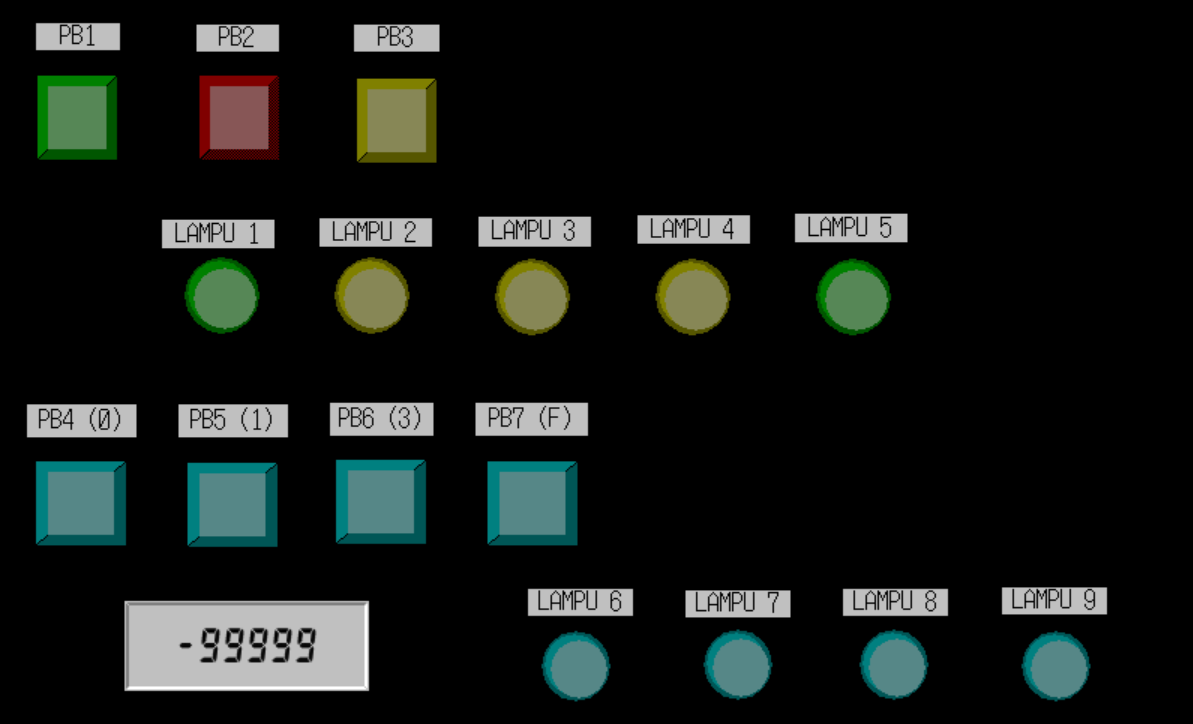 PB1 PB2 PB3
LAMPU 1 LAMPU 2 LAMPU 3 LAMPU 4 LAMPU 5
PB4 (0) PB5 (1) PB6 (3) PB7 (F)
LAMPU 6 LAMPU 7 LAMPU 8 LAMPU 9
-99999